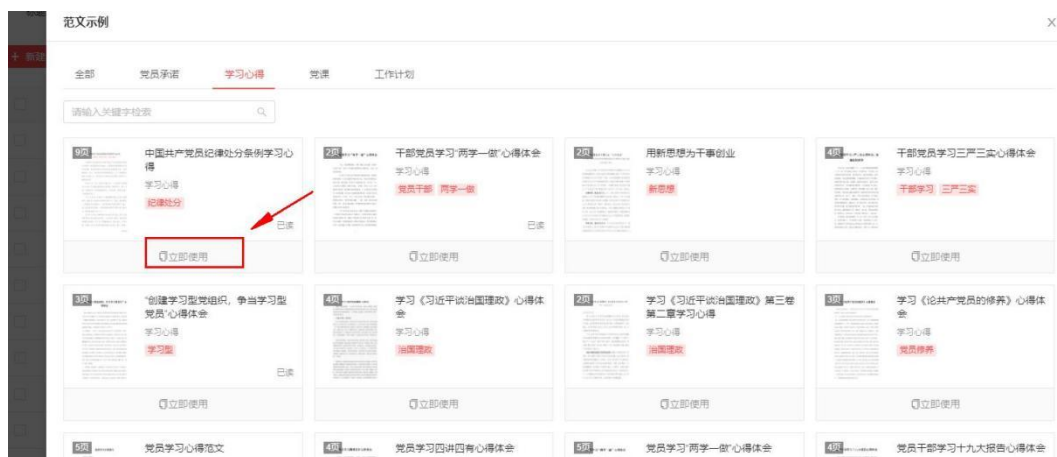 范文示例
+ 新建
全部 党员承诺 学习心得 党课 工作计划
请输入关键字检索
9页
中国共产党员纪律处分条例学习心
得
学习心得
纪律处分
已读
立即使用
2页
干部党员学习“两学一做”心得体会
学习心得
党员干部 两学一做
已读
立即使用
2页
用新思想为干事创业
学习心得
新思想
立即使用
4页
干部党员学习三严三实心得体会
学习心得
干部学习 三严三实
立即使用
3页
“创建学习型党组织，争当学习型
党员”心得体会
学习心得
学习型
已读
立即使用
4页
学习《习近平谈治国理政》心得体
会
学习心得
治国理政
立即使用
2页
学习《习近平谈治国理政》第三卷
第二章学习心得
学习心得
治国理政
立即使用
3页
学习《论共产党员的修养》心得体
会
学习心得
党员修养
立即使用
5页
党员学习心得范文
4页
党员学习四讲四有心得体会
5页
党员学习“两学一做”心得体会
4页
党员干部学习十九大报告心得体会